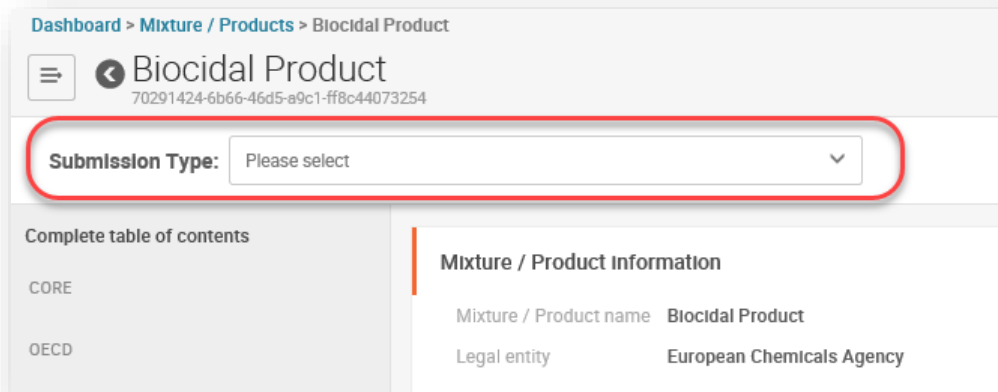 Dashboard > Mixture / Products > Biocidal Product
Biocidal Product
70291424-6b66-46d5-a9c1-ff8c44073254
Submission Type: Please select
Complete table of contents
CORE
OECD
Mixture / Product information
Mixture / Product name Biocidal Product
Legal entity European Chemicals Agency